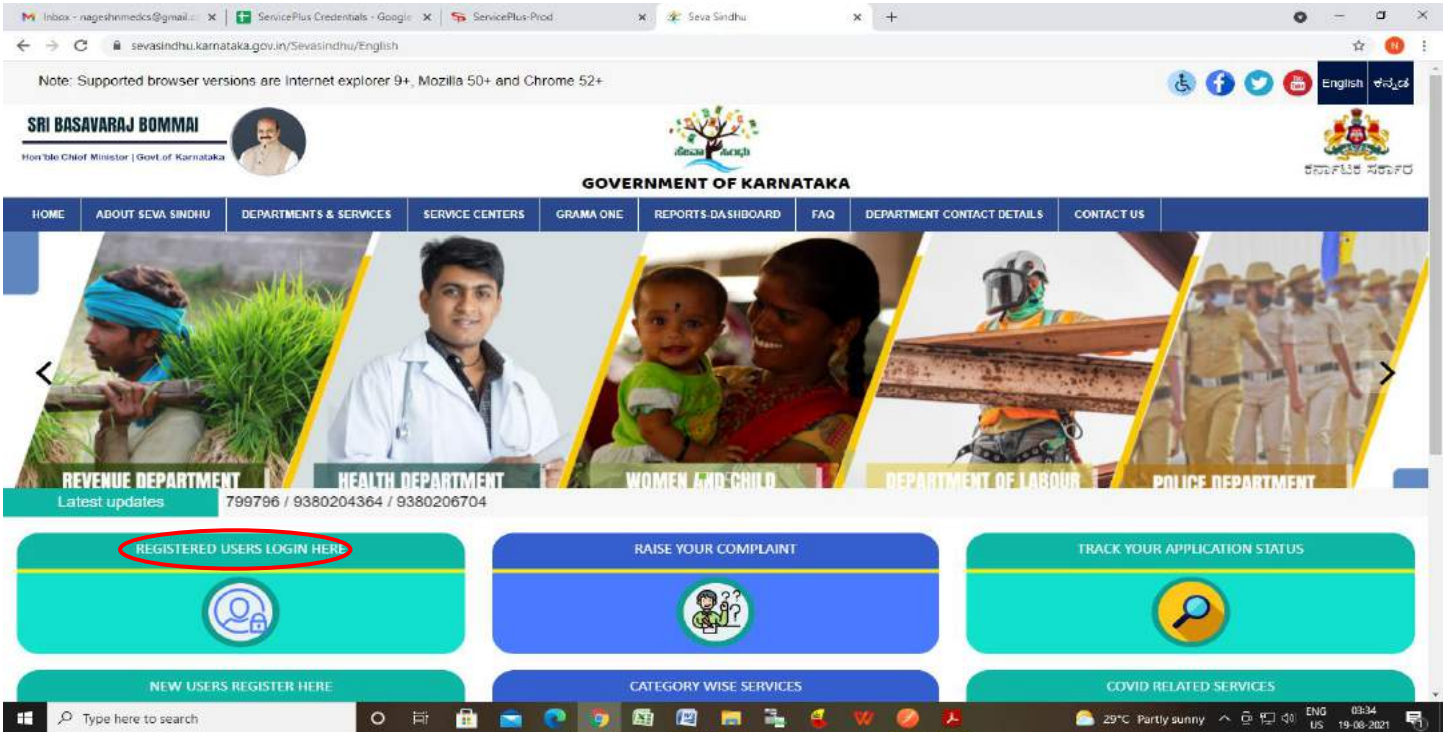 Inbox - nageshnmedcs@gmail.c
ServicePlus Credentials - Google
ServicePlus-Prod
Seva Sindhu
sevasindhu.karnataka.gov.in/Sevasindhu/English
N
Note: Supported browser versions are Internet explorer 9+, Mozilla 50+ and Chrome 52+
English ಕನ್ನಡ
SRI BASAVARAJ BOMMAI
Hon'ble Chief Minister | Govt.of Karnataka
ಸೇವಾ ಸಿಂಧು
GOVERNMENT OF KARNATAKA
ಕರ್ನಾಟಕ ಸರ್ಕಾರ
HOME ABOUT SEVA SINDHU DEPARTMENTS & SERVICES SERVICE CENTERS GRAMA ONE REPORTS-DASHBOARD FAQ DEPARTMENT CONTACT DETAILS CONTACT US
REVENUE DEPARTMENT HEALTH DEPARTMENT WOMEN AND CHILD DEPARTMENT OF LABOUR POLICE DEPARTMENT
Latest updates 799796 / 9380204364 / 9380206704
REGISTERED USERS LOGIN HERE RAISE YOUR COMPLAINT TRACK YOUR APPLICATION STATUS
NEW USERS REGISTER HERE CATEGORY WISE SERVICES COVID RELATED SERVICES
Type here to search
29°C Partly sunny
ENG 03:34
US 19-08-2021